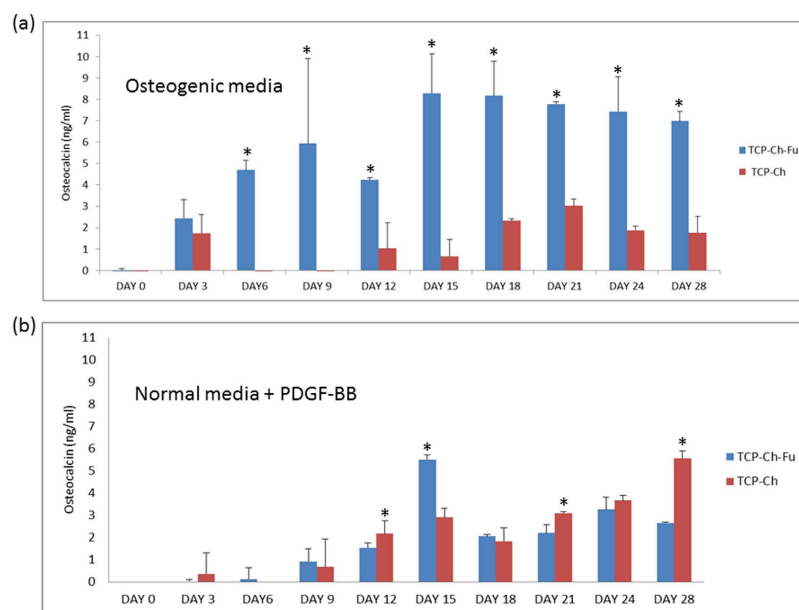 (a)
Osteogenic media
Osteocalcin (ng/ml)
11
10
9
8
7
6
5
4
3
2
1
0
* * * * * * * *
DAY 0 DAY 3 DAY6 DAY 9 DAY 12 DAY 15 DAY 18 DAY 21 DAY 24 DAY 28
TCP-Ch-Fu
TCP-Ch
(b)
Normal media + PDGF-BB
Osteocalcin (ng/ml)
11
10
9
8
7
6
5
4
3
2
1
0
* * * *
DAY 0 DAY 3 DAY6 DAY 9 DAY 12 DAY 15 DAY 18 DAY 21 DAY 24 DAY 28
TCP-Ch-Fu
TCP-Ch